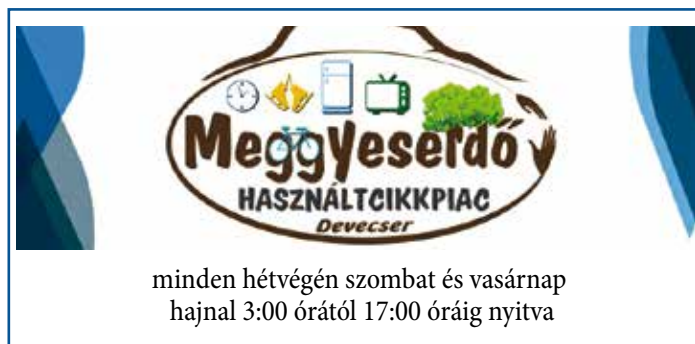 Meggyeserdő
HASZNÁLTCIKKPIAC
Devecser
minden hétvégén szombat és vasárnap
hajnal 3:00 órától 17:00 óráig nyitva